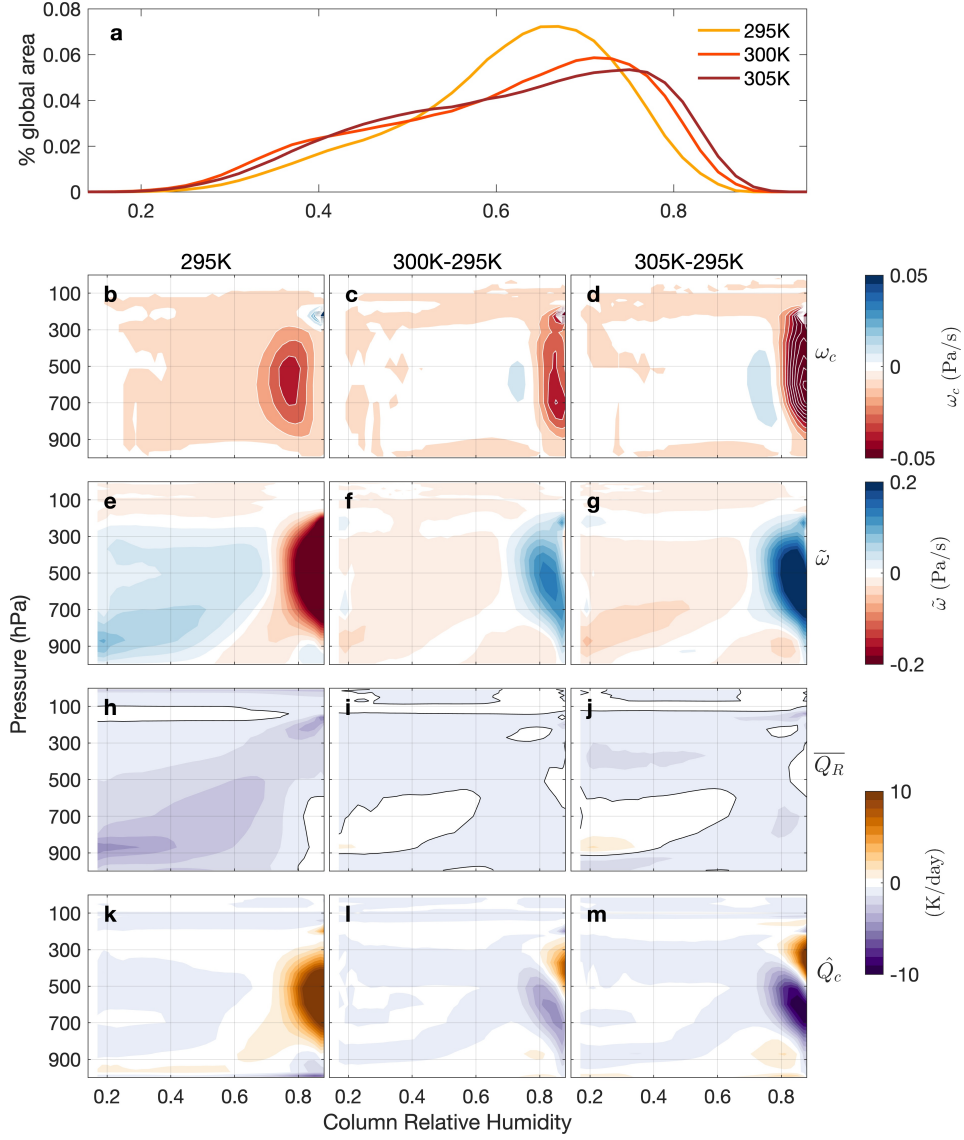 0.08
0.06
0.04
0.02
0
% global area
a
295K
300K
305K
0.2 0.4 0.6 0.8
295K 300K-295K 305K-295K
b c d
100
300
500
700
900
ω_c
0.05
0
-0.05
ω_c (Pa/s)
e f g
100
300
500
700
900
ω̃
0.2
0
-0.2
ω̃ (Pa/s)
Pressure (hPa)
h i j
100
300
500
700
900
Q̅_R̅
k l m
100
300
500
700
900
Q̂_c
10
0
-10
(K/day)
0.2 0.4 0.6 0.8 0.2 0.4 0.6 0.8 0.2 0.4 0.6 0.8
Column Relative Humidity